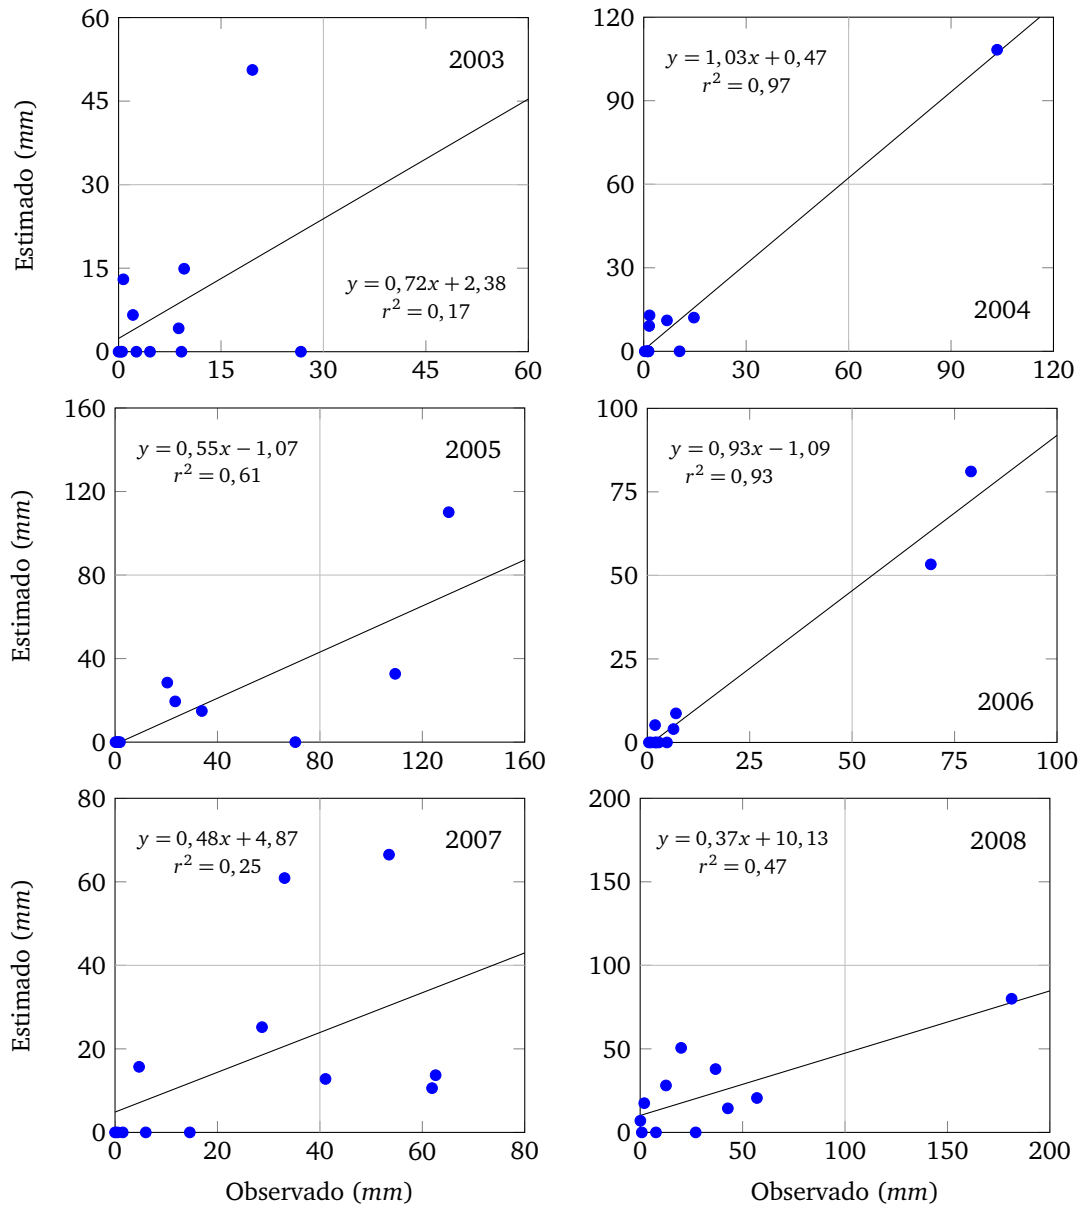 60
45
30
15
0
0 15 30 45 60
Estimado (mm)
2003
y = 0,72x + 2,38
r² = 0,17
120
90
60
30
0
0 30 60 90 120
y = 1,03x + 0,47
r² = 0,97
2004
160
120
80
40
0
0 40 80 120 160
Estimado (mm)
y = 0,55x − 1,07
r² = 0,61
2005
100
75
50
25
0
0 25 50 75 100
y = 0,93x − 1,09
r² = 0,93
2006
80
60
40
20
0
0 20 40 60 80
Estimado (mm)
Observado (mm)
y = 0,48x + 4,87
r² = 0,25
2007
200
150
100
50
0
0 50 100 150 200
Observado (mm)
y = 0,37x + 10,13
r² = 0,47
2008